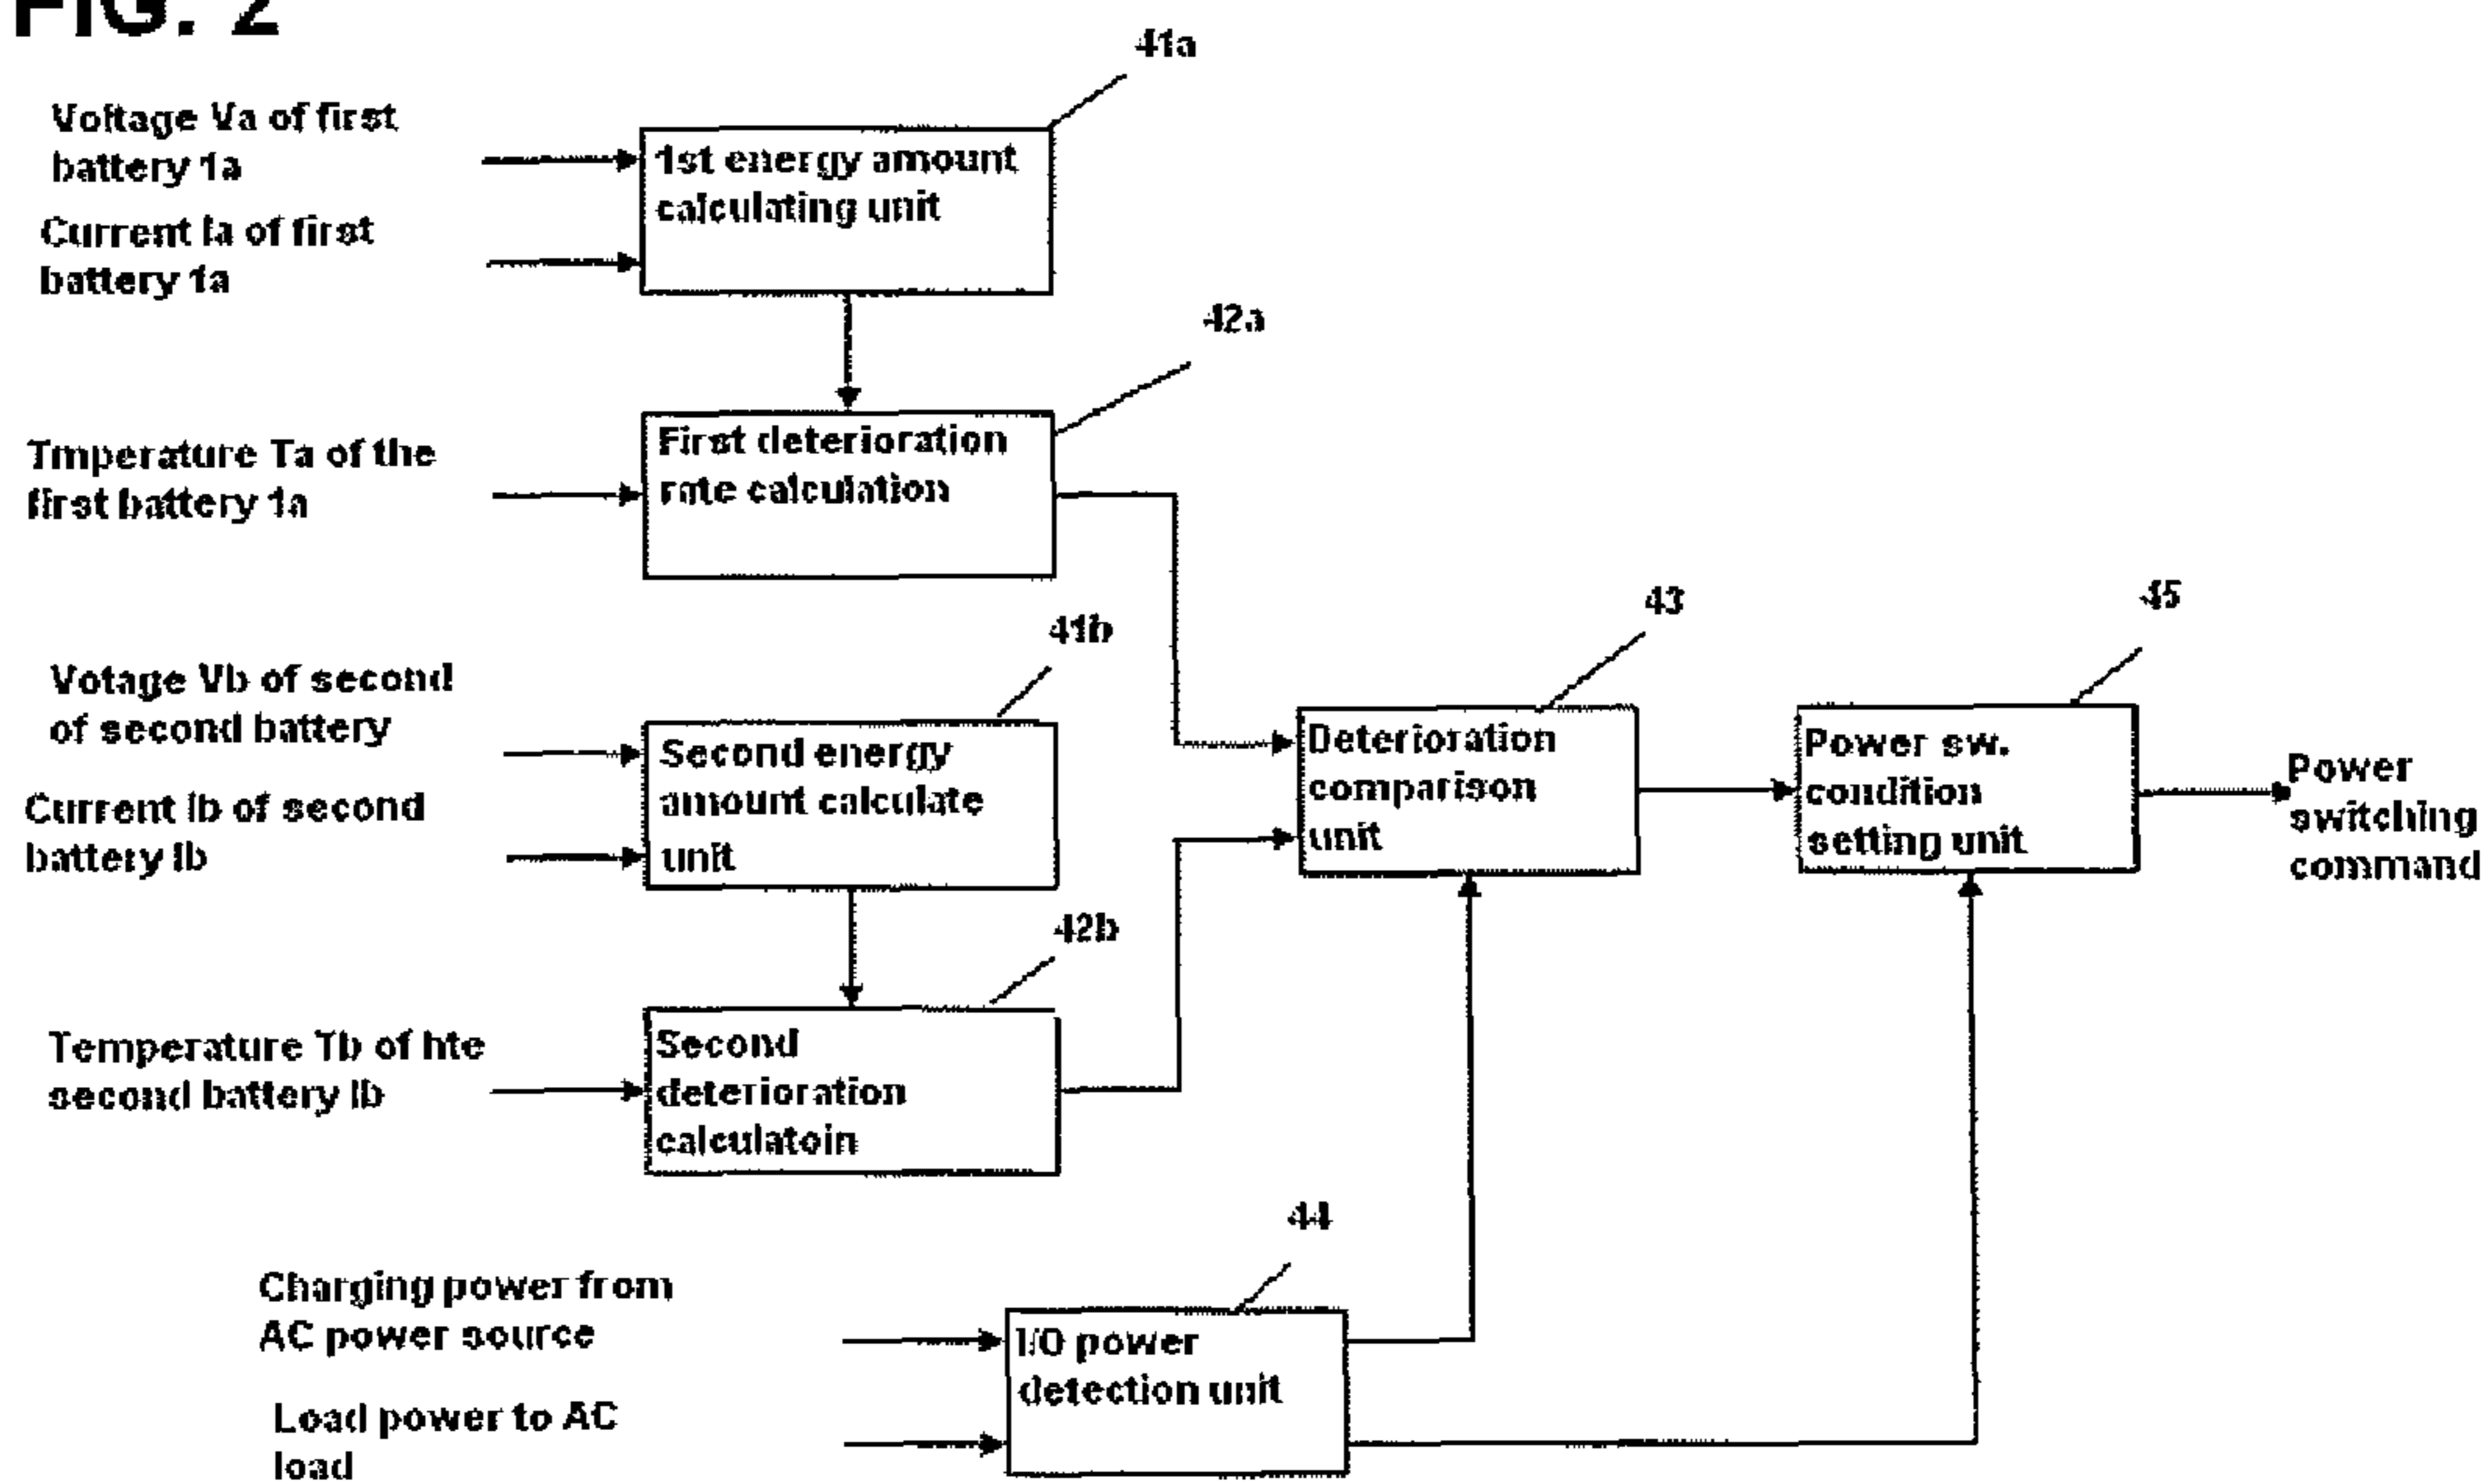 FIG. 2
41a
Voltage Va of first
battery 1a
1st energy amount
calculating unit
Current Ia of first
battery 1a
42a
Tmperature Ta of the
first battery 1a
First deterioration
rate calculation
41b
43
45
Votage Vb of second
of second battery
Second energy
amount calculate
unit
Current Ib of second
battery Ib
Deterioration
comparison
unit
Power sw.
condition
setting unit
Power
switching
command
42b
Temperature Tb of hte
second battery Ib
Second
deterioration
calculatoin
44
Charging power from
AC power source
I/O power
detection unit
Load power to AC
load